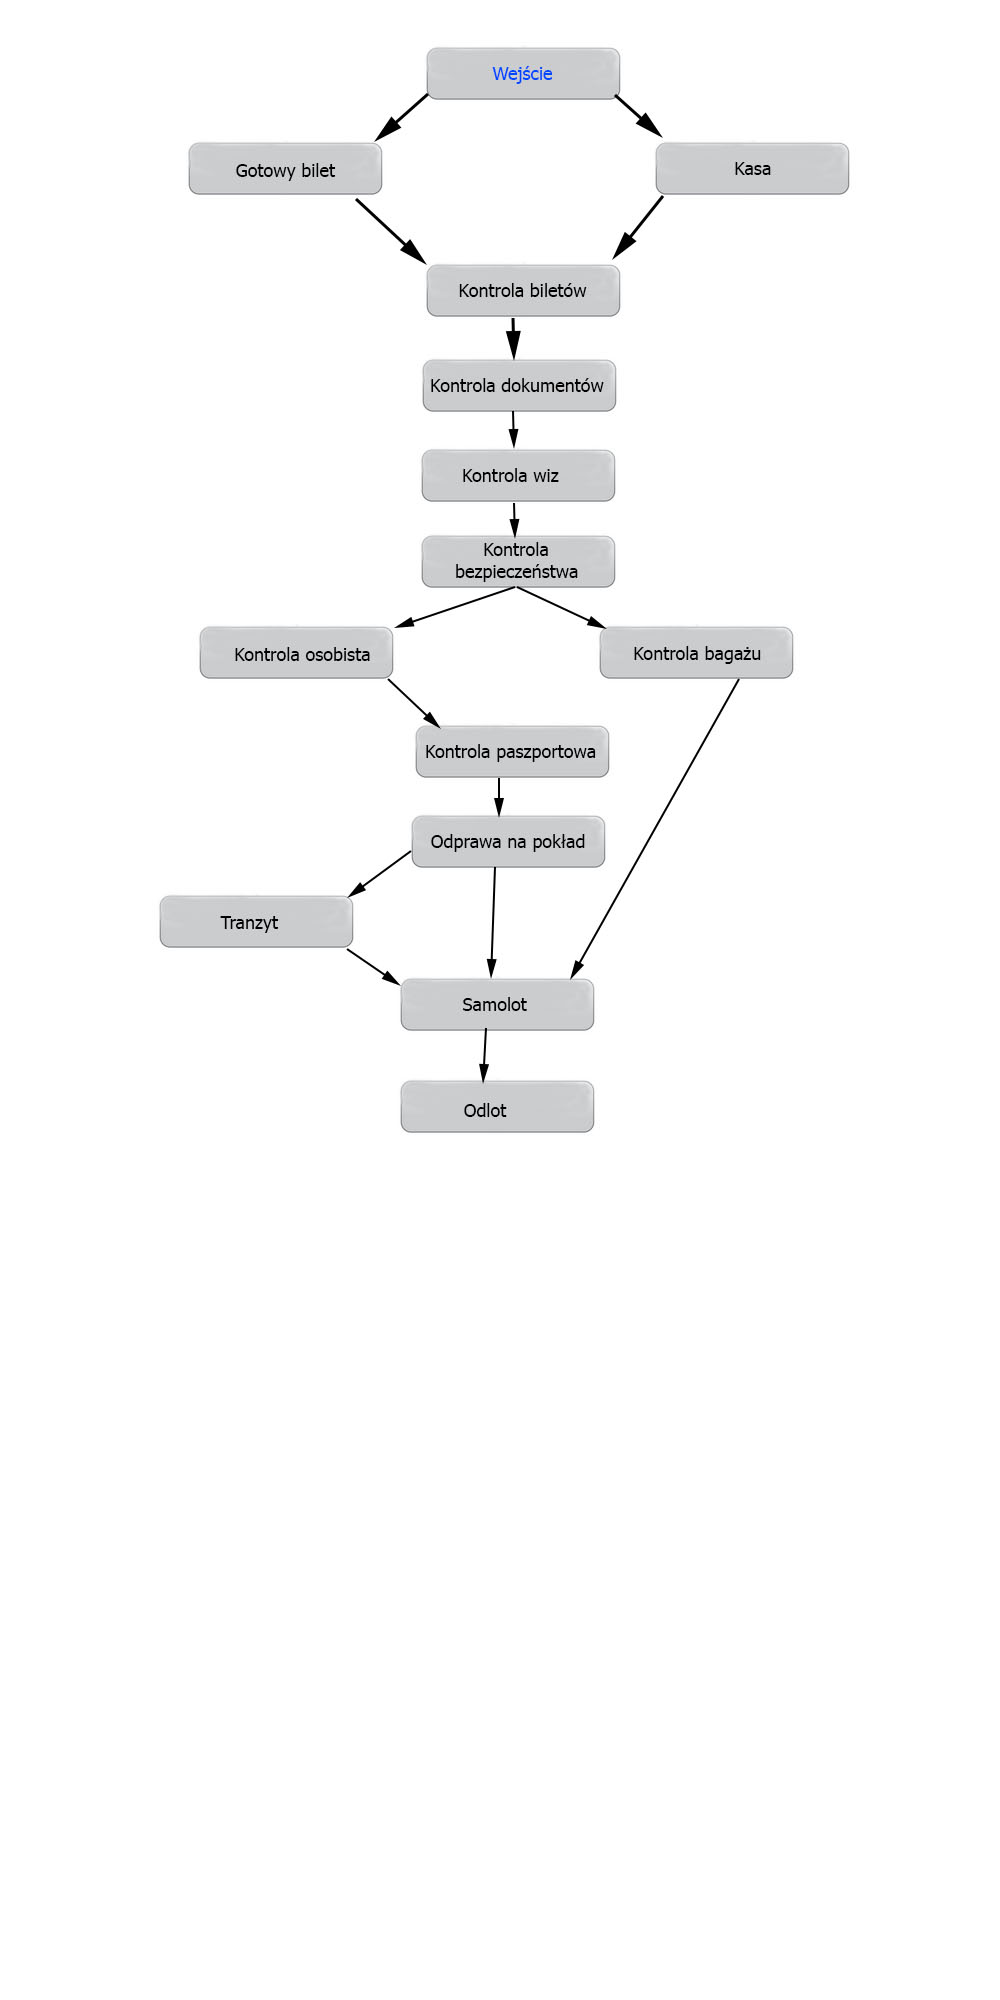 Wejście
Gotowy bilet
Kasa
Kontrola biletów
Kontrola dokumentów
Kontrola wiz
Kontrola
bezpieczeństwa
Kontrola osobista
Kontrola bagażu
Kontrola paszportowa
Odprawa na pokład
Tranzyt
Samolot
Odlot